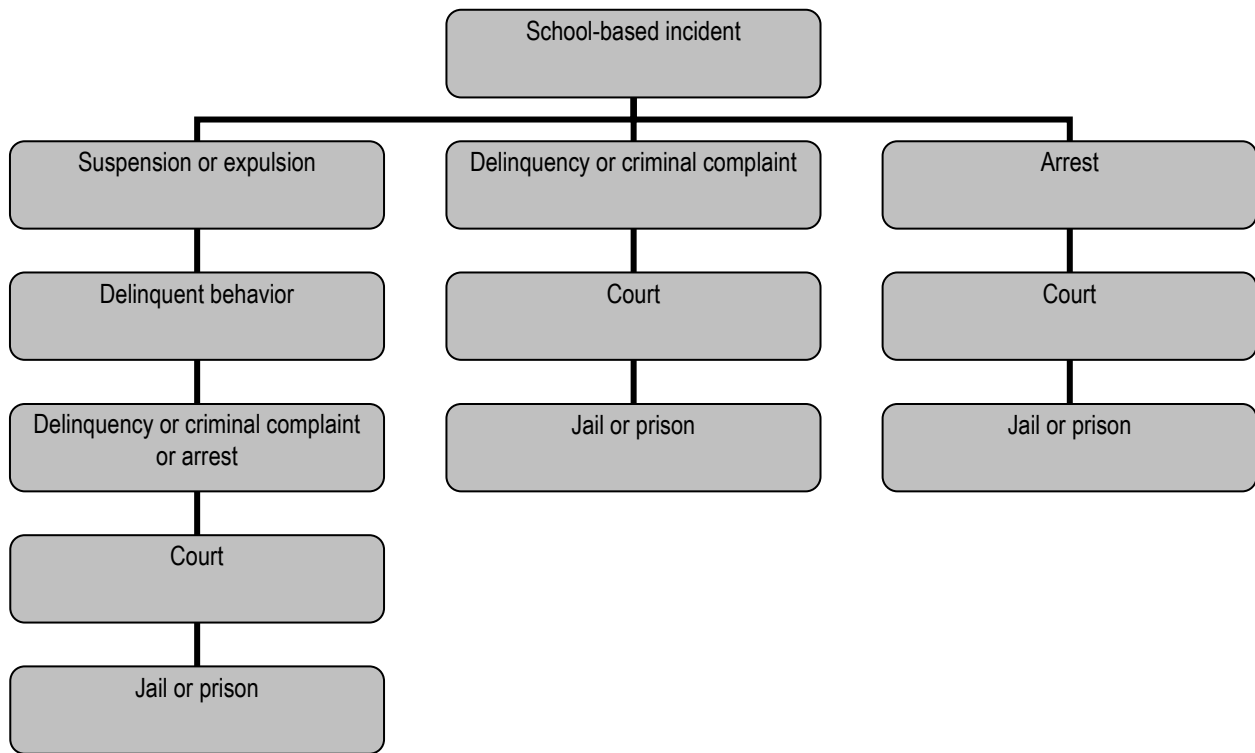 School-based incident
Suspension or expulsion
Delinquency or criminal complaint
Arrest
Delinquent behavior
Court
Court
Delinquency or criminal complaint
or arrest
Jail or prison
Jail or prison
Court
Jail or prison